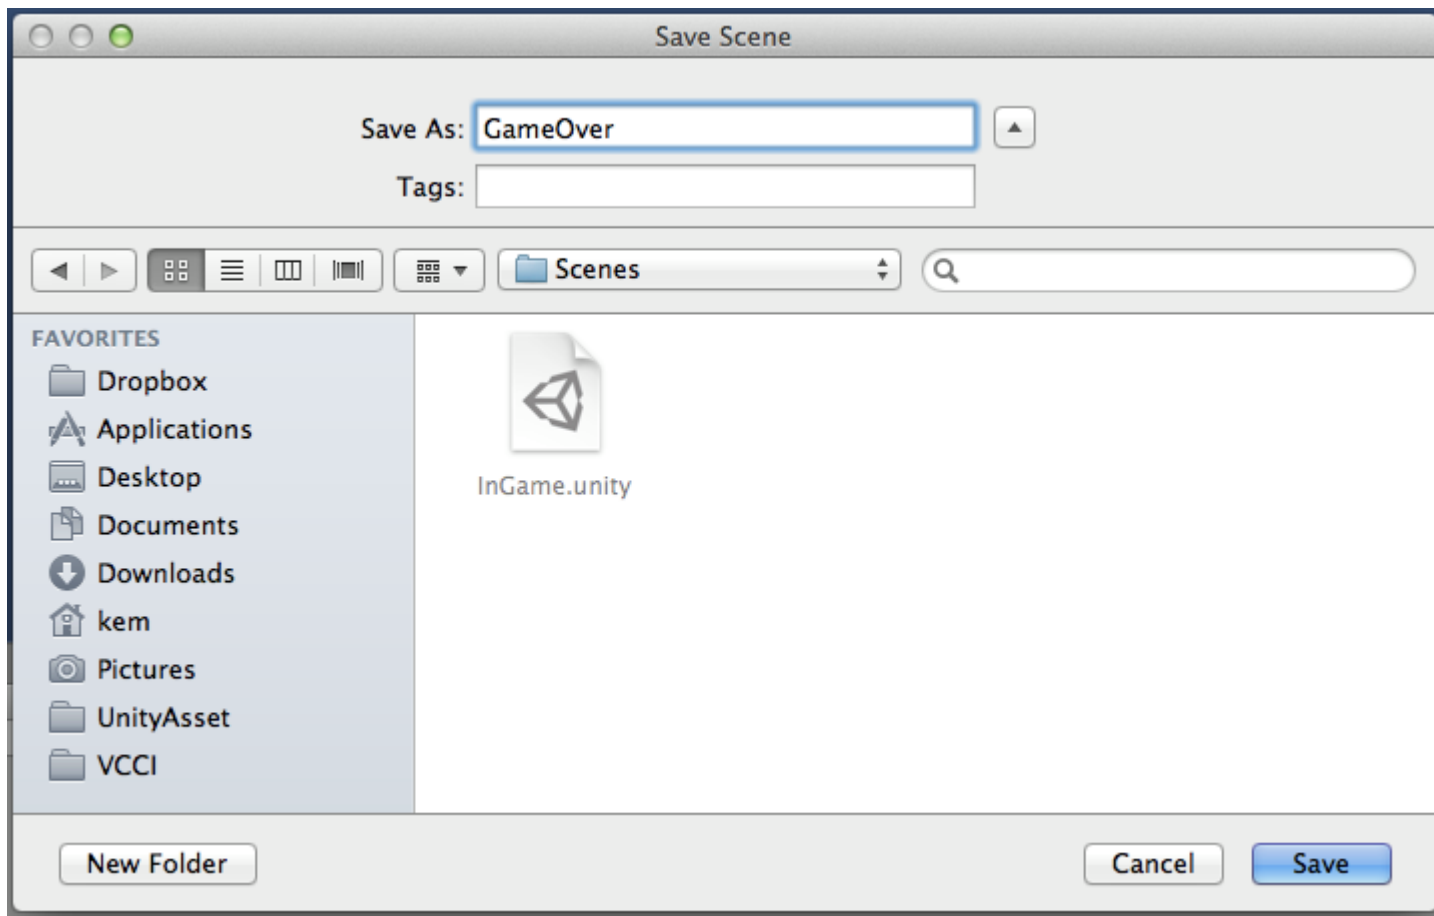 Save Scene
Save As: GameOver
Tags:
Scenes
FAVORITES
Dropbox
Applications
Desktop
Documents
Downloads
kem
Pictures
UnityAsset
VCCI
InGame.unity
New Folder
Cancel
Save